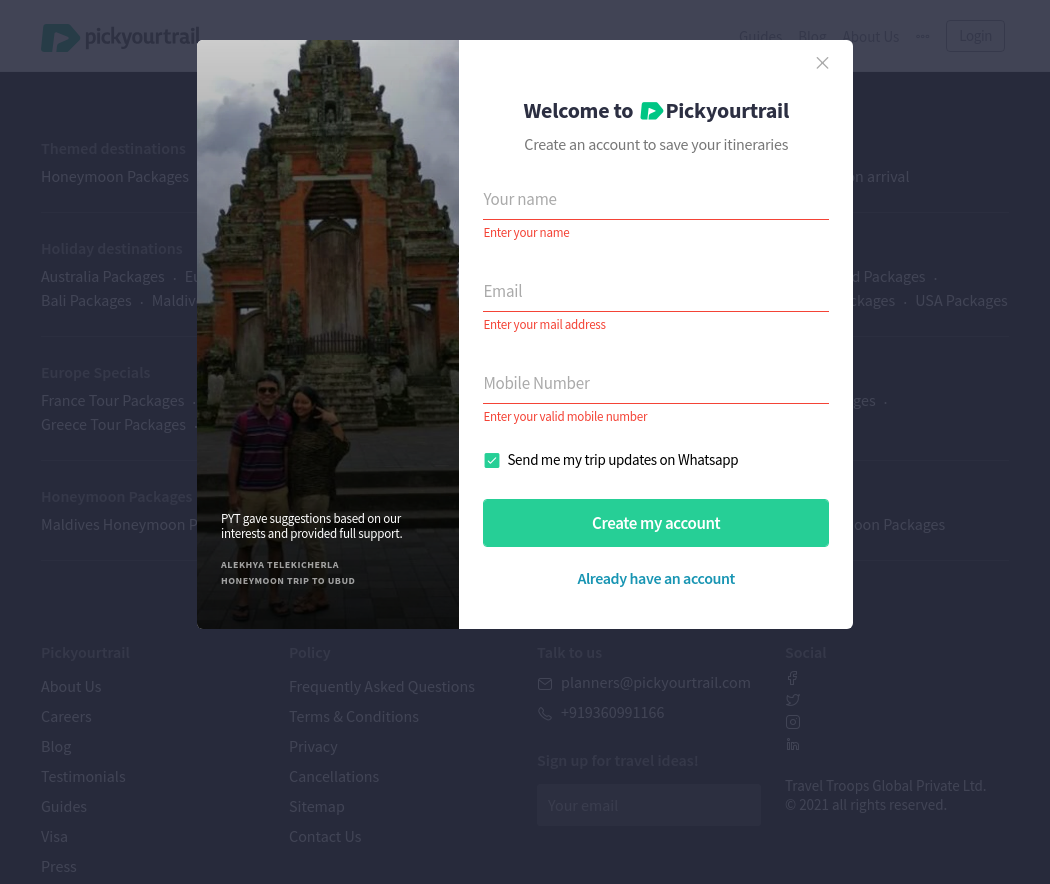 pickyourtrail
Guides Blog About Us ••• Login
Welcome to Pickyourtrail
Create an account to save your itineraries
Your name
Enter your name
Email
Enter your mail address
Mobile Number
Enter your valid mobile number
Send me my trip updates on Whatsapp
Create my account
Already have an account
PYT gave suggestions based on our
interests and provided full support.
ALEKHYA TELEKICHERLA
HONEYMOON TRIP TO UBUD
Themed destinations
Honeymoon Packages
arrival
Holiday destinations
Australia Packages ·
Packages ·
Bali Packages ·
· USA Packages
Europe Specials
France Tour Packages ·
Greece Tour Packages
Honeymoon Packages
Maldives Honeymoon
Packages
Pickyourtrail
About Us
Careers
Blog
Testimonials
Guides
Visa
Press
Policy
Frequently Asked Questions
Terms & Conditions
Privacy
Cancellations
Sitemap
Contact Us
Talk to us
planners@pickyourtrail.com
+919360991166
Sign up for travel ideas!
Your email
Social
Travel Troops Global Private Ltd.
© 2021 all rights reserved.